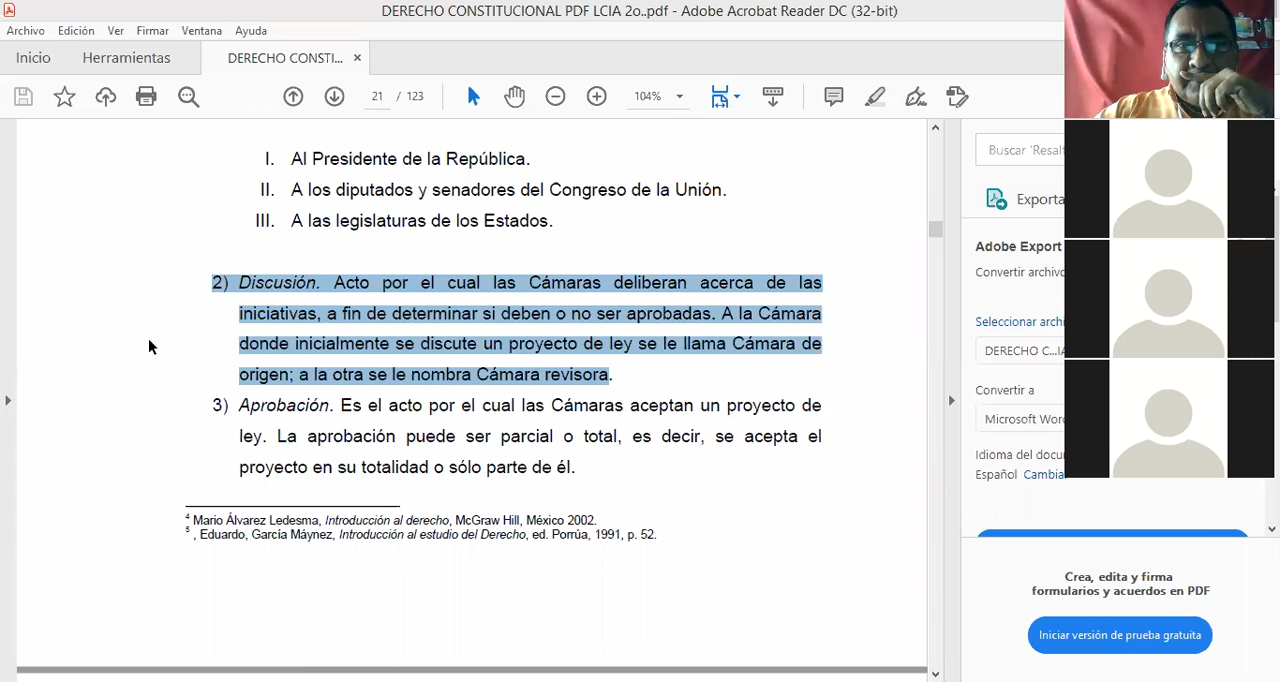 DERECHO CONSTITUCIONAL PDF LCIA 2o..pdf - Adobe Acrobat Reader DC (32-bit)
Archivo Edición Ver Firmar Ventana Ayuda
Inicio Herramientas DERECHO CONSTI... ×
21 / 123 104%
I. Al Presidente de la República.
II. A los diputados y senadores del Congreso de la Unión.
III. A las legislaturas de los Estados.
2) Discusión. Acto por el cual las Cámaras deliberan acerca de las
iniciativas, a fin de determinar si deben o no ser aprobadas. A la Cámara
donde inicialmente se discute un proyecto de ley se le llama Cámara de
origen; a la otra se le nombra Cámara revisora.
3) Aprobación. Es el acto por el cual las Cámaras aceptan un proyecto de
ley. La aprobación puede ser parcial o total, es decir, se acepta el
proyecto en su totalidad o sólo parte de él.
4 Mario Álvarez Ledesma, Introducción al derecho, McGraw Hill, México 2002.
5 , Eduardo, García Máynez, Introducción al estudio del Derecho, ed. Porrúa, 1991, p. 52.
Buscar 'Resalt
Exporta
Adobe Export
Convertir archivo
Seleccionar archi
DERECHO C...IA
Convertir a
Microsoft Word
Idioma del docu
Español Cambia
Crea, edita y firma
formularios y acuerdos en PDF
Iniciar versión de prueba gratuita